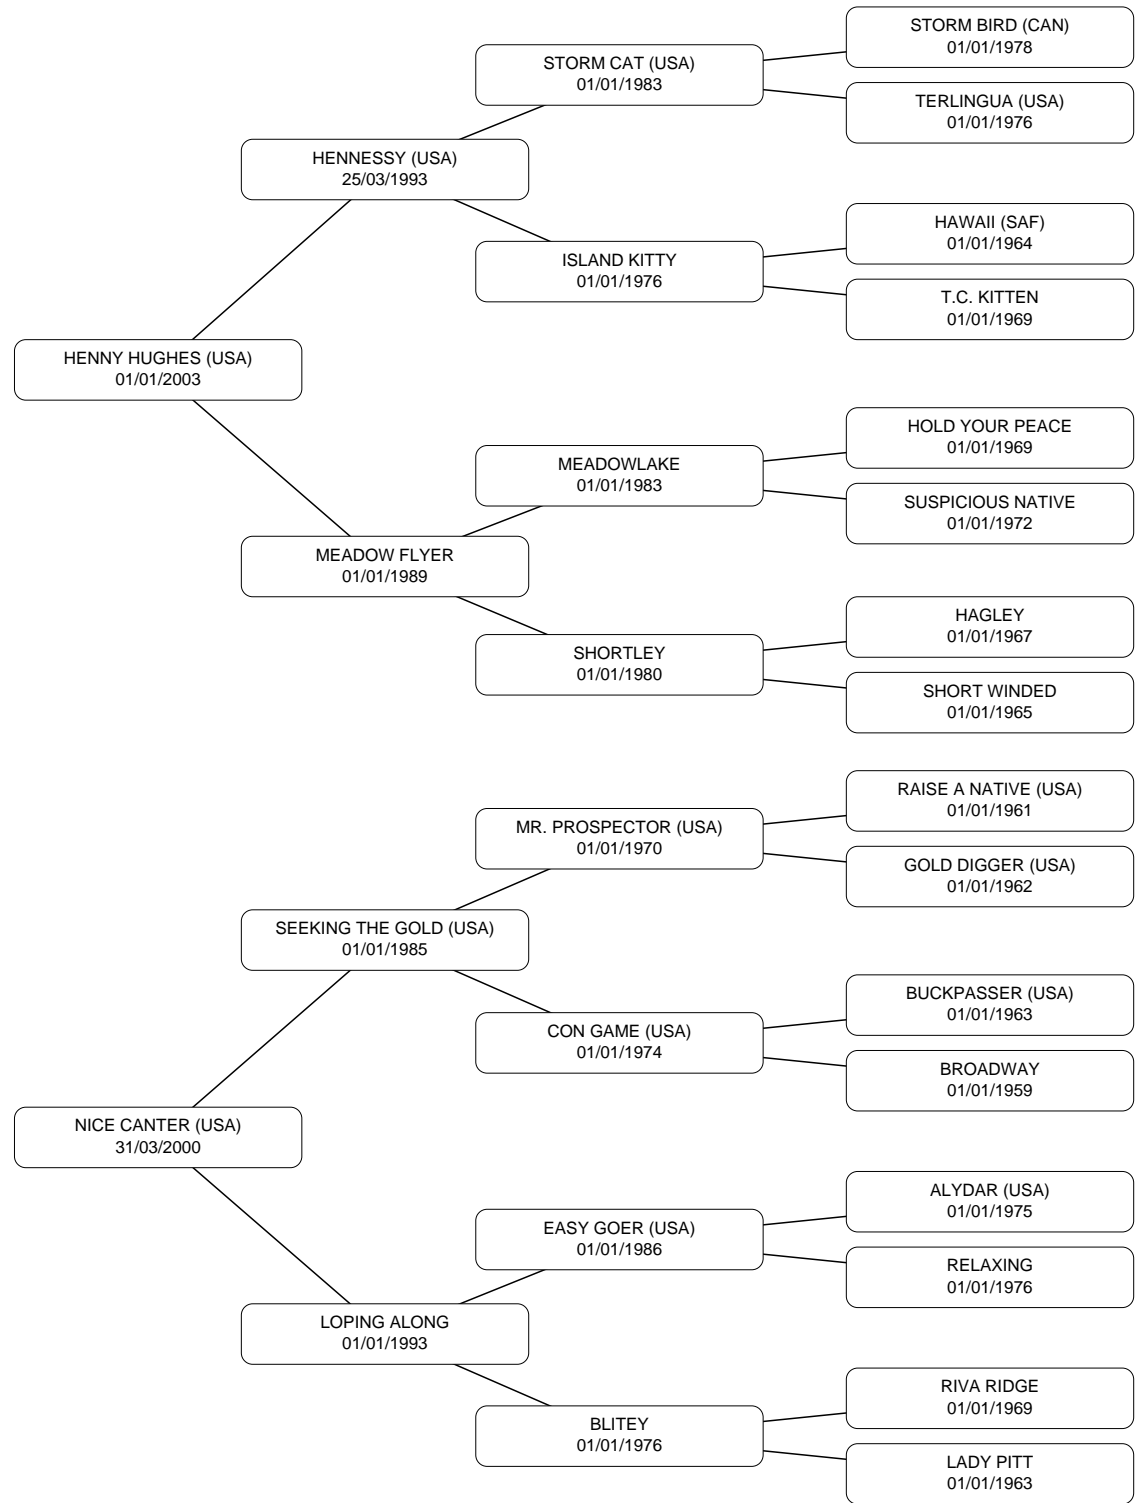 STORM BIRD (CAN)
01/01/1978
STORM CAT (USA)
01/01/1983
TERLINGUA (USA)
01/01/1976
HENNESSY (USA)
25/03/1993
HAWAII (SAF)
01/01/1964
ISLAND KITTY
01/01/1976
T.C. KITTEN
01/01/1969
HENNY HUGHES (USA)
01/01/2003
HOLD YOUR PEACE
01/01/1969
MEADOWLAKE
01/01/1983
SUSPICIOUS NATIVE
01/01/1972
MEADOW FLYER
01/01/1989
HAGLEY
01/01/1967
SHORTLEY
01/01/1980
SHORT WINDED
01/01/1965
RAISE A NATIVE (USA)
01/01/1961
MR. PROSPECTOR (USA)
01/01/1970
GOLD DIGGER (USA)
01/01/1962
SEEKING THE GOLD (USA)
01/01/1985
BUCKPASSER (USA)
01/01/1963
CON GAME (USA)
01/01/1974
BROADWAY
01/01/1959
NICE CANTER (USA)
31/03/2000
ALYDAR (USA)
01/01/1975
EASY GOER (USA)
01/01/1986
RELAXING
01/01/1976
LOPING ALONG
01/01/1993
RIVA RIDGE
01/01/1969
BLITEY
01/01/1976
LADY PITT
01/01/1963